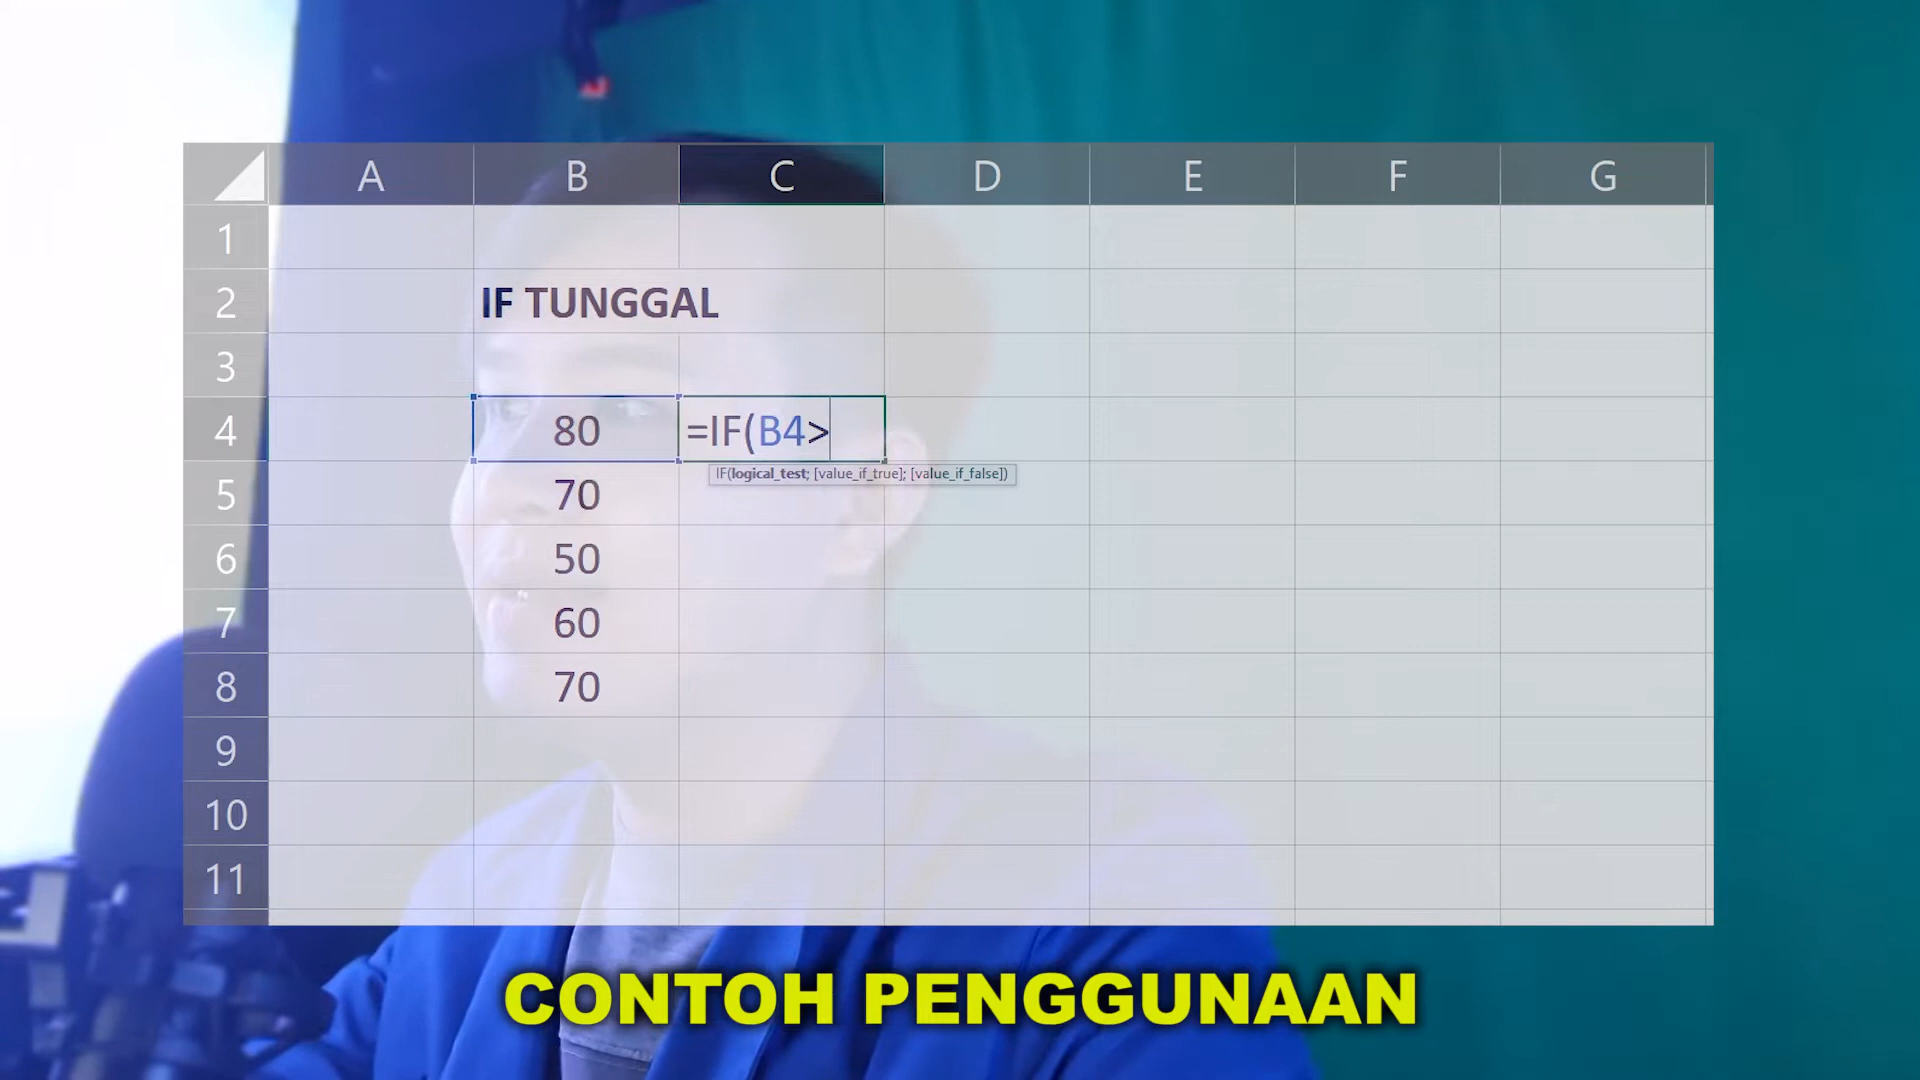 A B C D E F G
1
2 IF TUNGGAL
3
4 80 =IF(B4>
IF(logical_test; [value_if_true]; [value_if_false])
5 70
6 50
7 60
8 70
9
10
11
CONTOH PENGGUNAAN